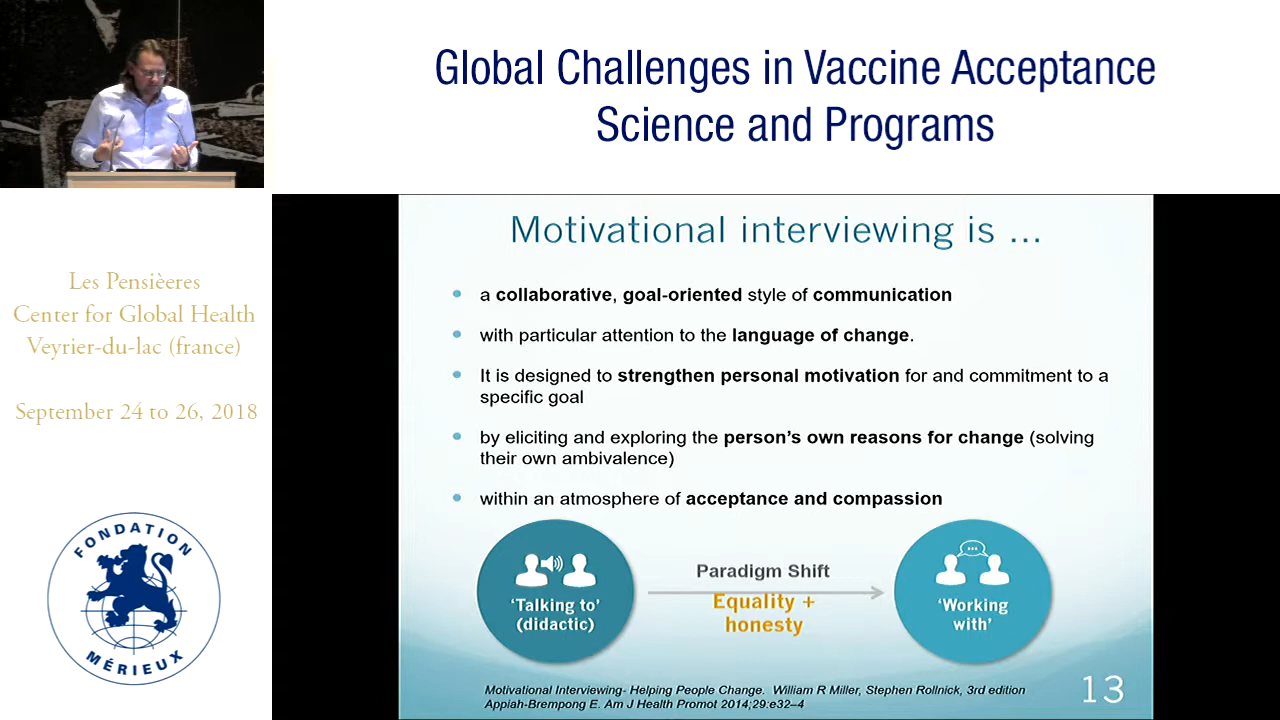 Global Challenges in Vaccine Acceptance
Science and Programs
Les Pensièeres
Center for Global Health
Veyrier-du-lac (france)
September 24 to 26, 2018
FONDATION
MÉRIEUX
Motivational interviewing is ...
a collaborative, goal-oriented style of communication
with particular attention to the language of change.
It is designed to strengthen personal motivation for and commitment to a
specific goal
by eliciting and exploring the person's own reasons for change (solving
their own ambivalence)
within an atmosphere of acceptance and compassion
'Talking to'
(didactic)
Paradigm Shift
Equality +
honesty
'Working
with'
Motivational Interviewing- Helping People Change. William R Miller, Stephen Rollnick, 3rd edition
Appiah-Brempong E. Am J Health Promot 2014;29:e32–4
13